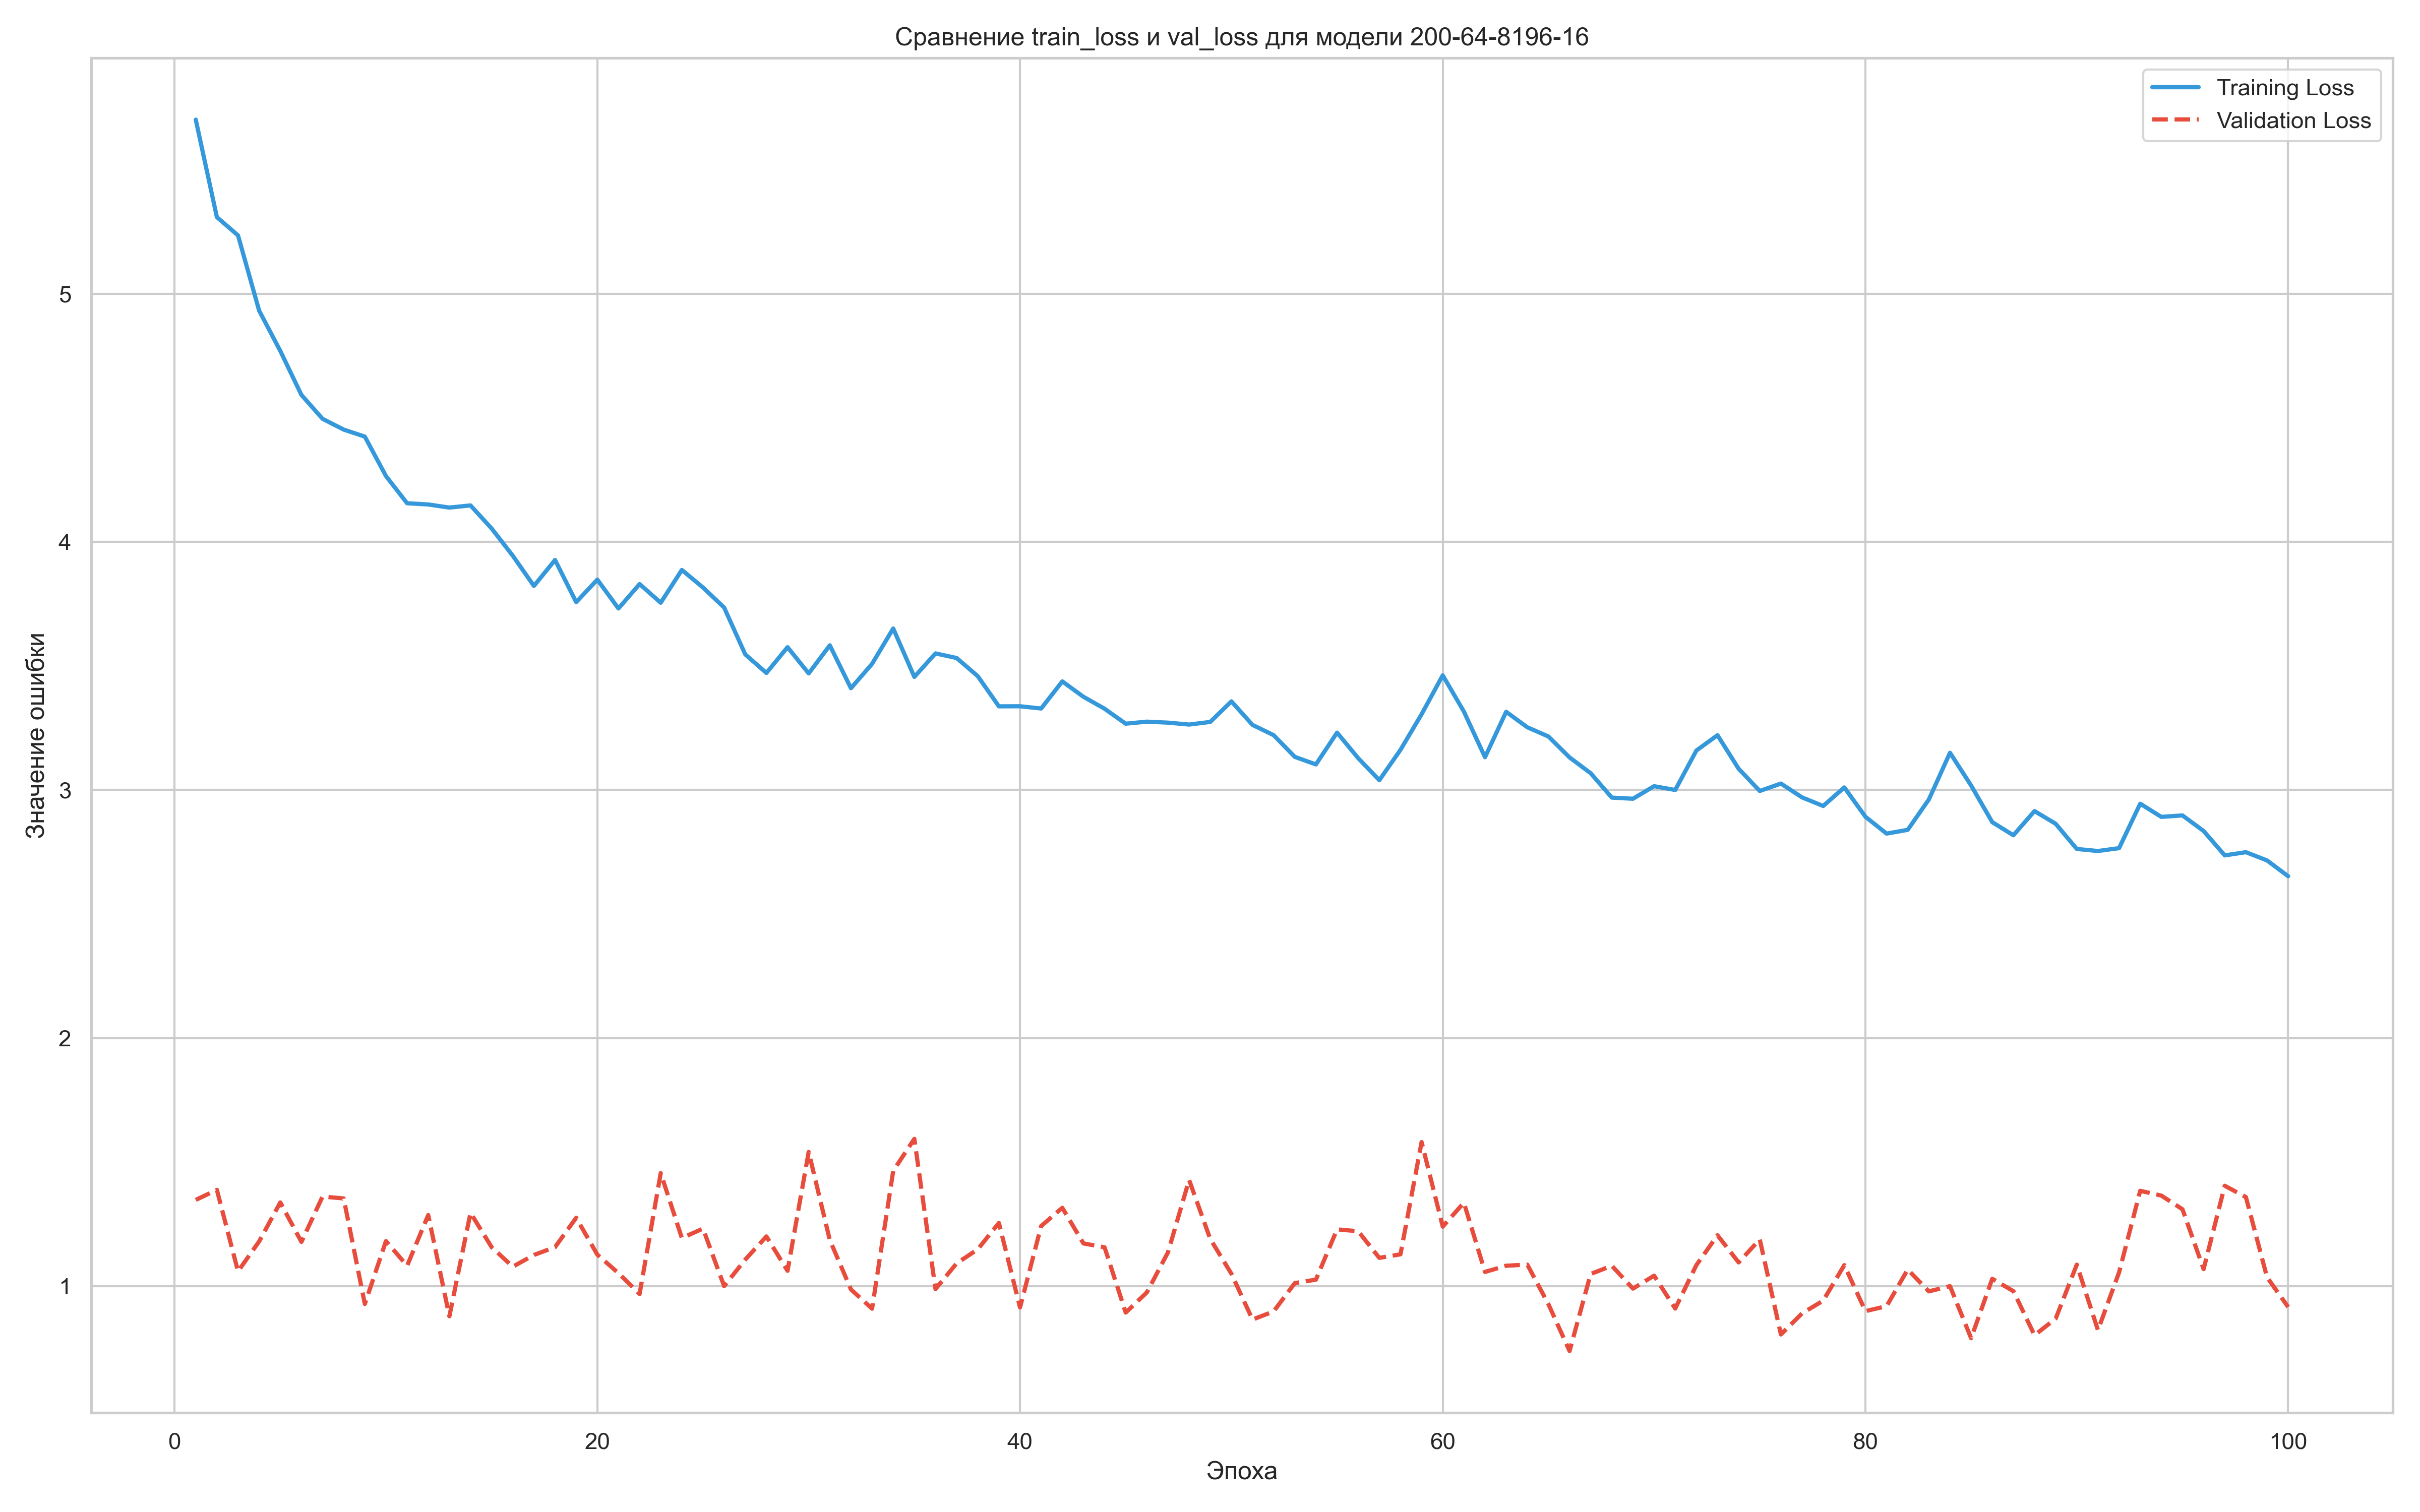 Сравнение train_loss и val_loss для модели 200-64-8196-16
Training Loss
Validation Loss
Значение ошибки
5
4
3
2
1
0
20
40
60
80
100
Эпоха